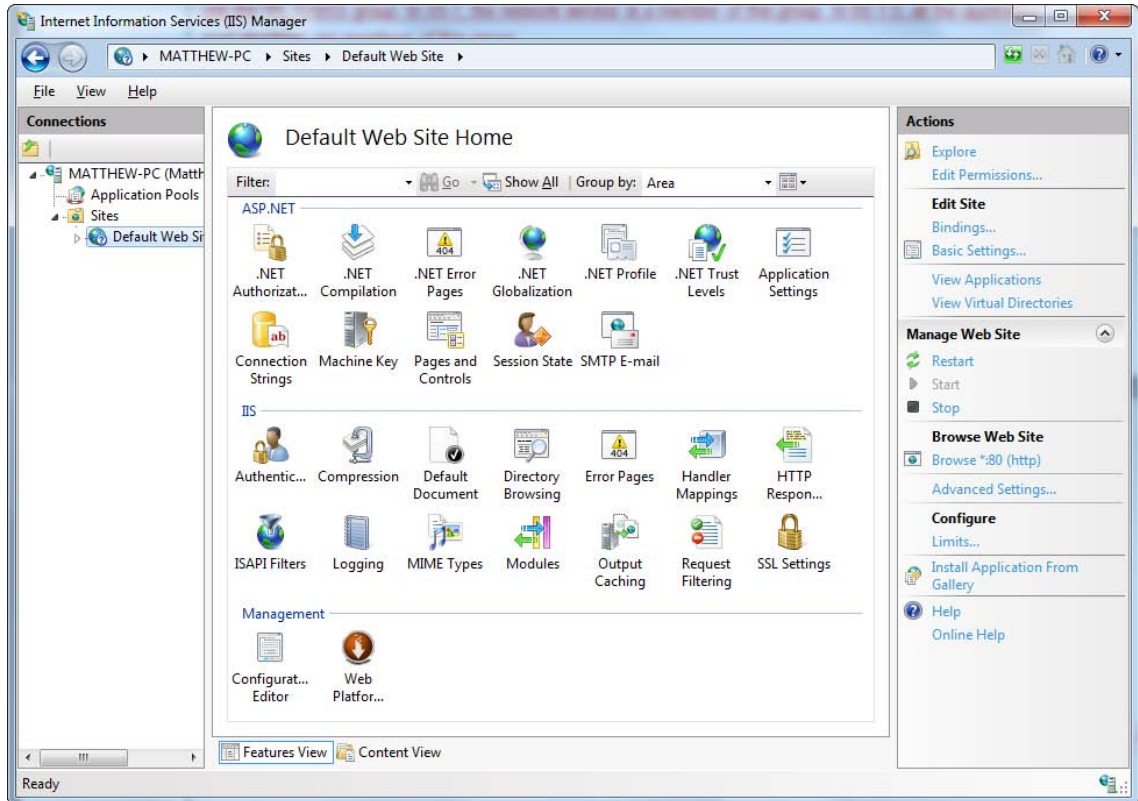 Internet Information Services (IIS) Manager
MATTHEW-PC Sites Default Web Site
File View Help
Connections
MATTHEW-PC (Matth
Application Pools
Sites
Default Web Sit
Default Web Site Home
Filter: Go Show All Group by: Area
ASP.NET
.NET Authorizat...
.NET Compilation
.NET Error Pages
.NET Globalization
.NET Profile
.NET Trust Levels
Application Settings
Connection Strings
ab
Machine Key
Pages and Controls
Session State
SMTP E-mail
404
IIS
Authentic...
Compression
Default Document
Directory Browsing
Error Pages
404
Handler Mappings
HTTP Respon...
ISAPI Filters
Logging
MIME Types
Modules
Output Caching
Request Filtering
SSL Settings
Management
Configurat... Editor
Web Platfor...
Features View Content View
Actions
Explore
Edit Permissions...
Edit Site
Bindings...
Basic Settings...
View Applications
View Virtual Directories
Manage Web Site
Restart
Start
Stop
Browse Web Site
Browse *:80 (http)
Advanced Settings...
Configure
Limits...
Install Application From
Gallery
Help
Online Help
Ready